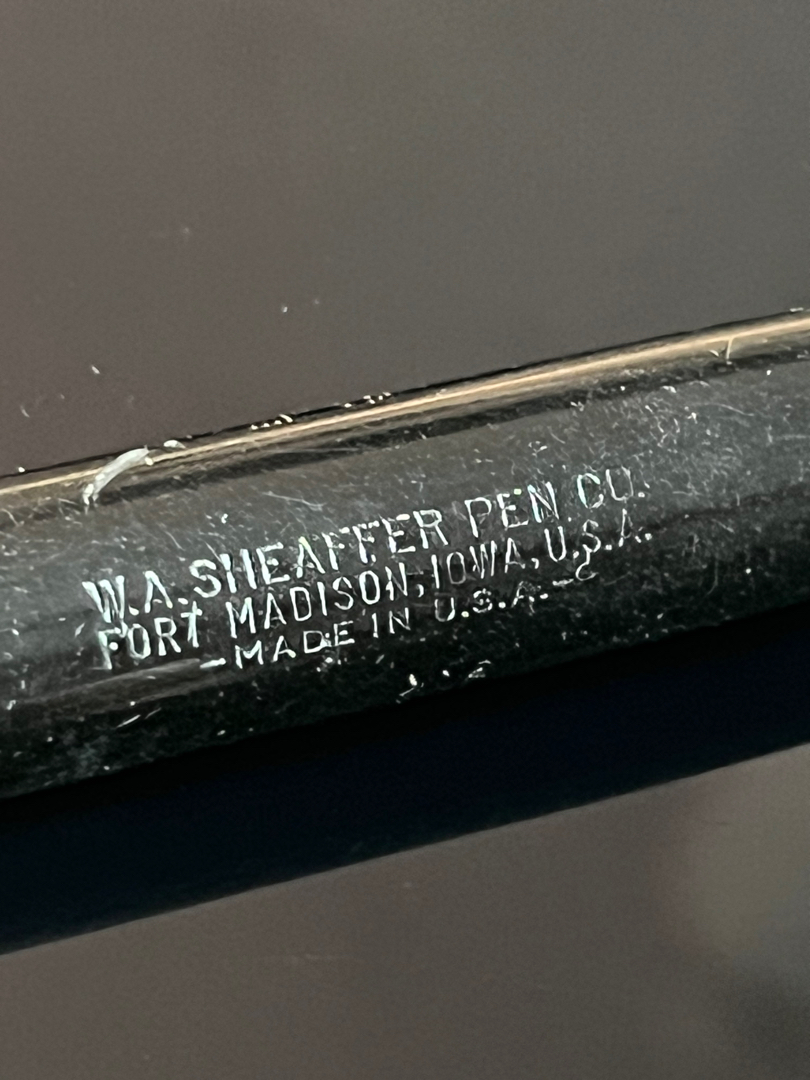 W.A.SHEAFFER PEN CO.
FORT MADISON, IOWA, U.S.A.
-MADE IN U.S.A.-